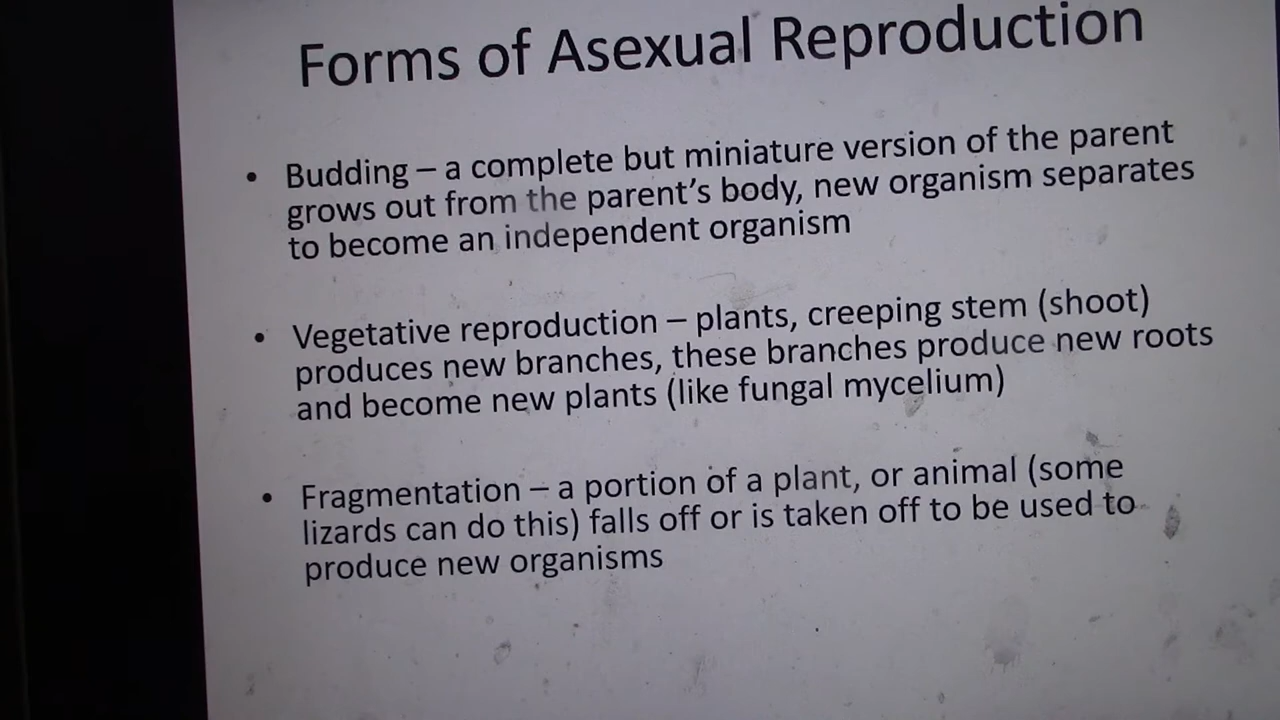 Forms of Asexual Reproduction
• Budding – a complete but miniature version of the parent
grows out from the parent's body, new organism separates
to become an independent organism
• Vegetative reproduction – plants, creeping stem (shoot)
produces new branches, these branches produce new roots
and become new plants (like fungal mycelium)
• Fragmentation – a portion of a plant, or animal (some
lizards can do this) falls off or is taken off to be used to
produce new organisms